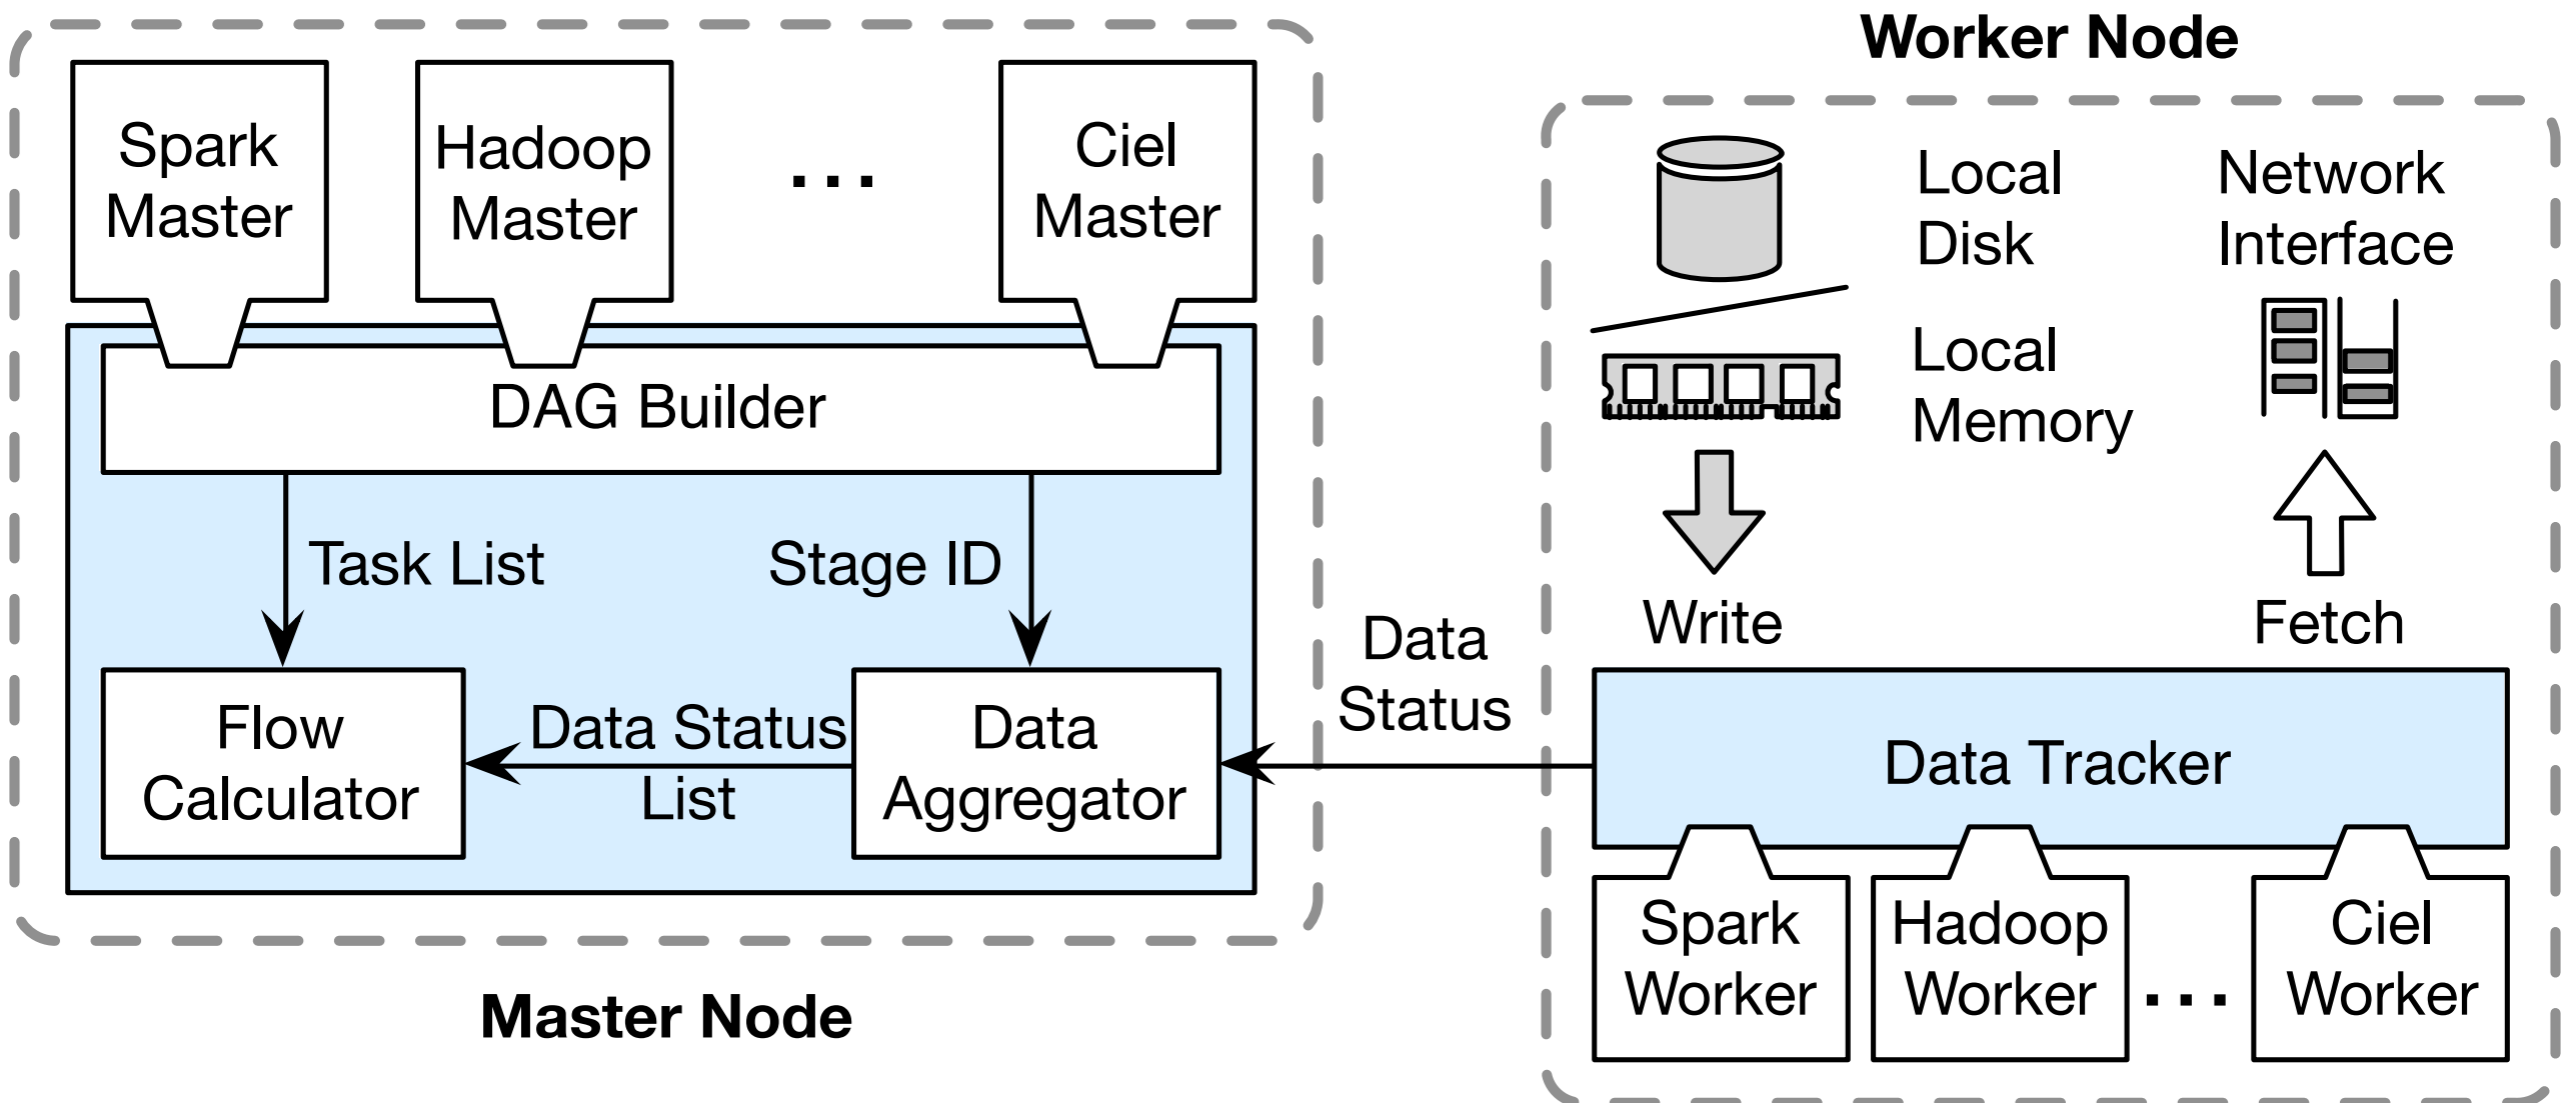 Spark
Master
Hadoop
Master
...
Ciel
Master
DAG Builder
Task List
Stage ID
Flow
Calculator
Data Status
List
Data
Aggregator
Master Node
Data
Status
Worker Node
Local
Disk
Network
Interface
Local
Memory
Write
Fetch
Data Tracker
Spark
Worker
Hadoop
Worker
...
Ciel
Worker